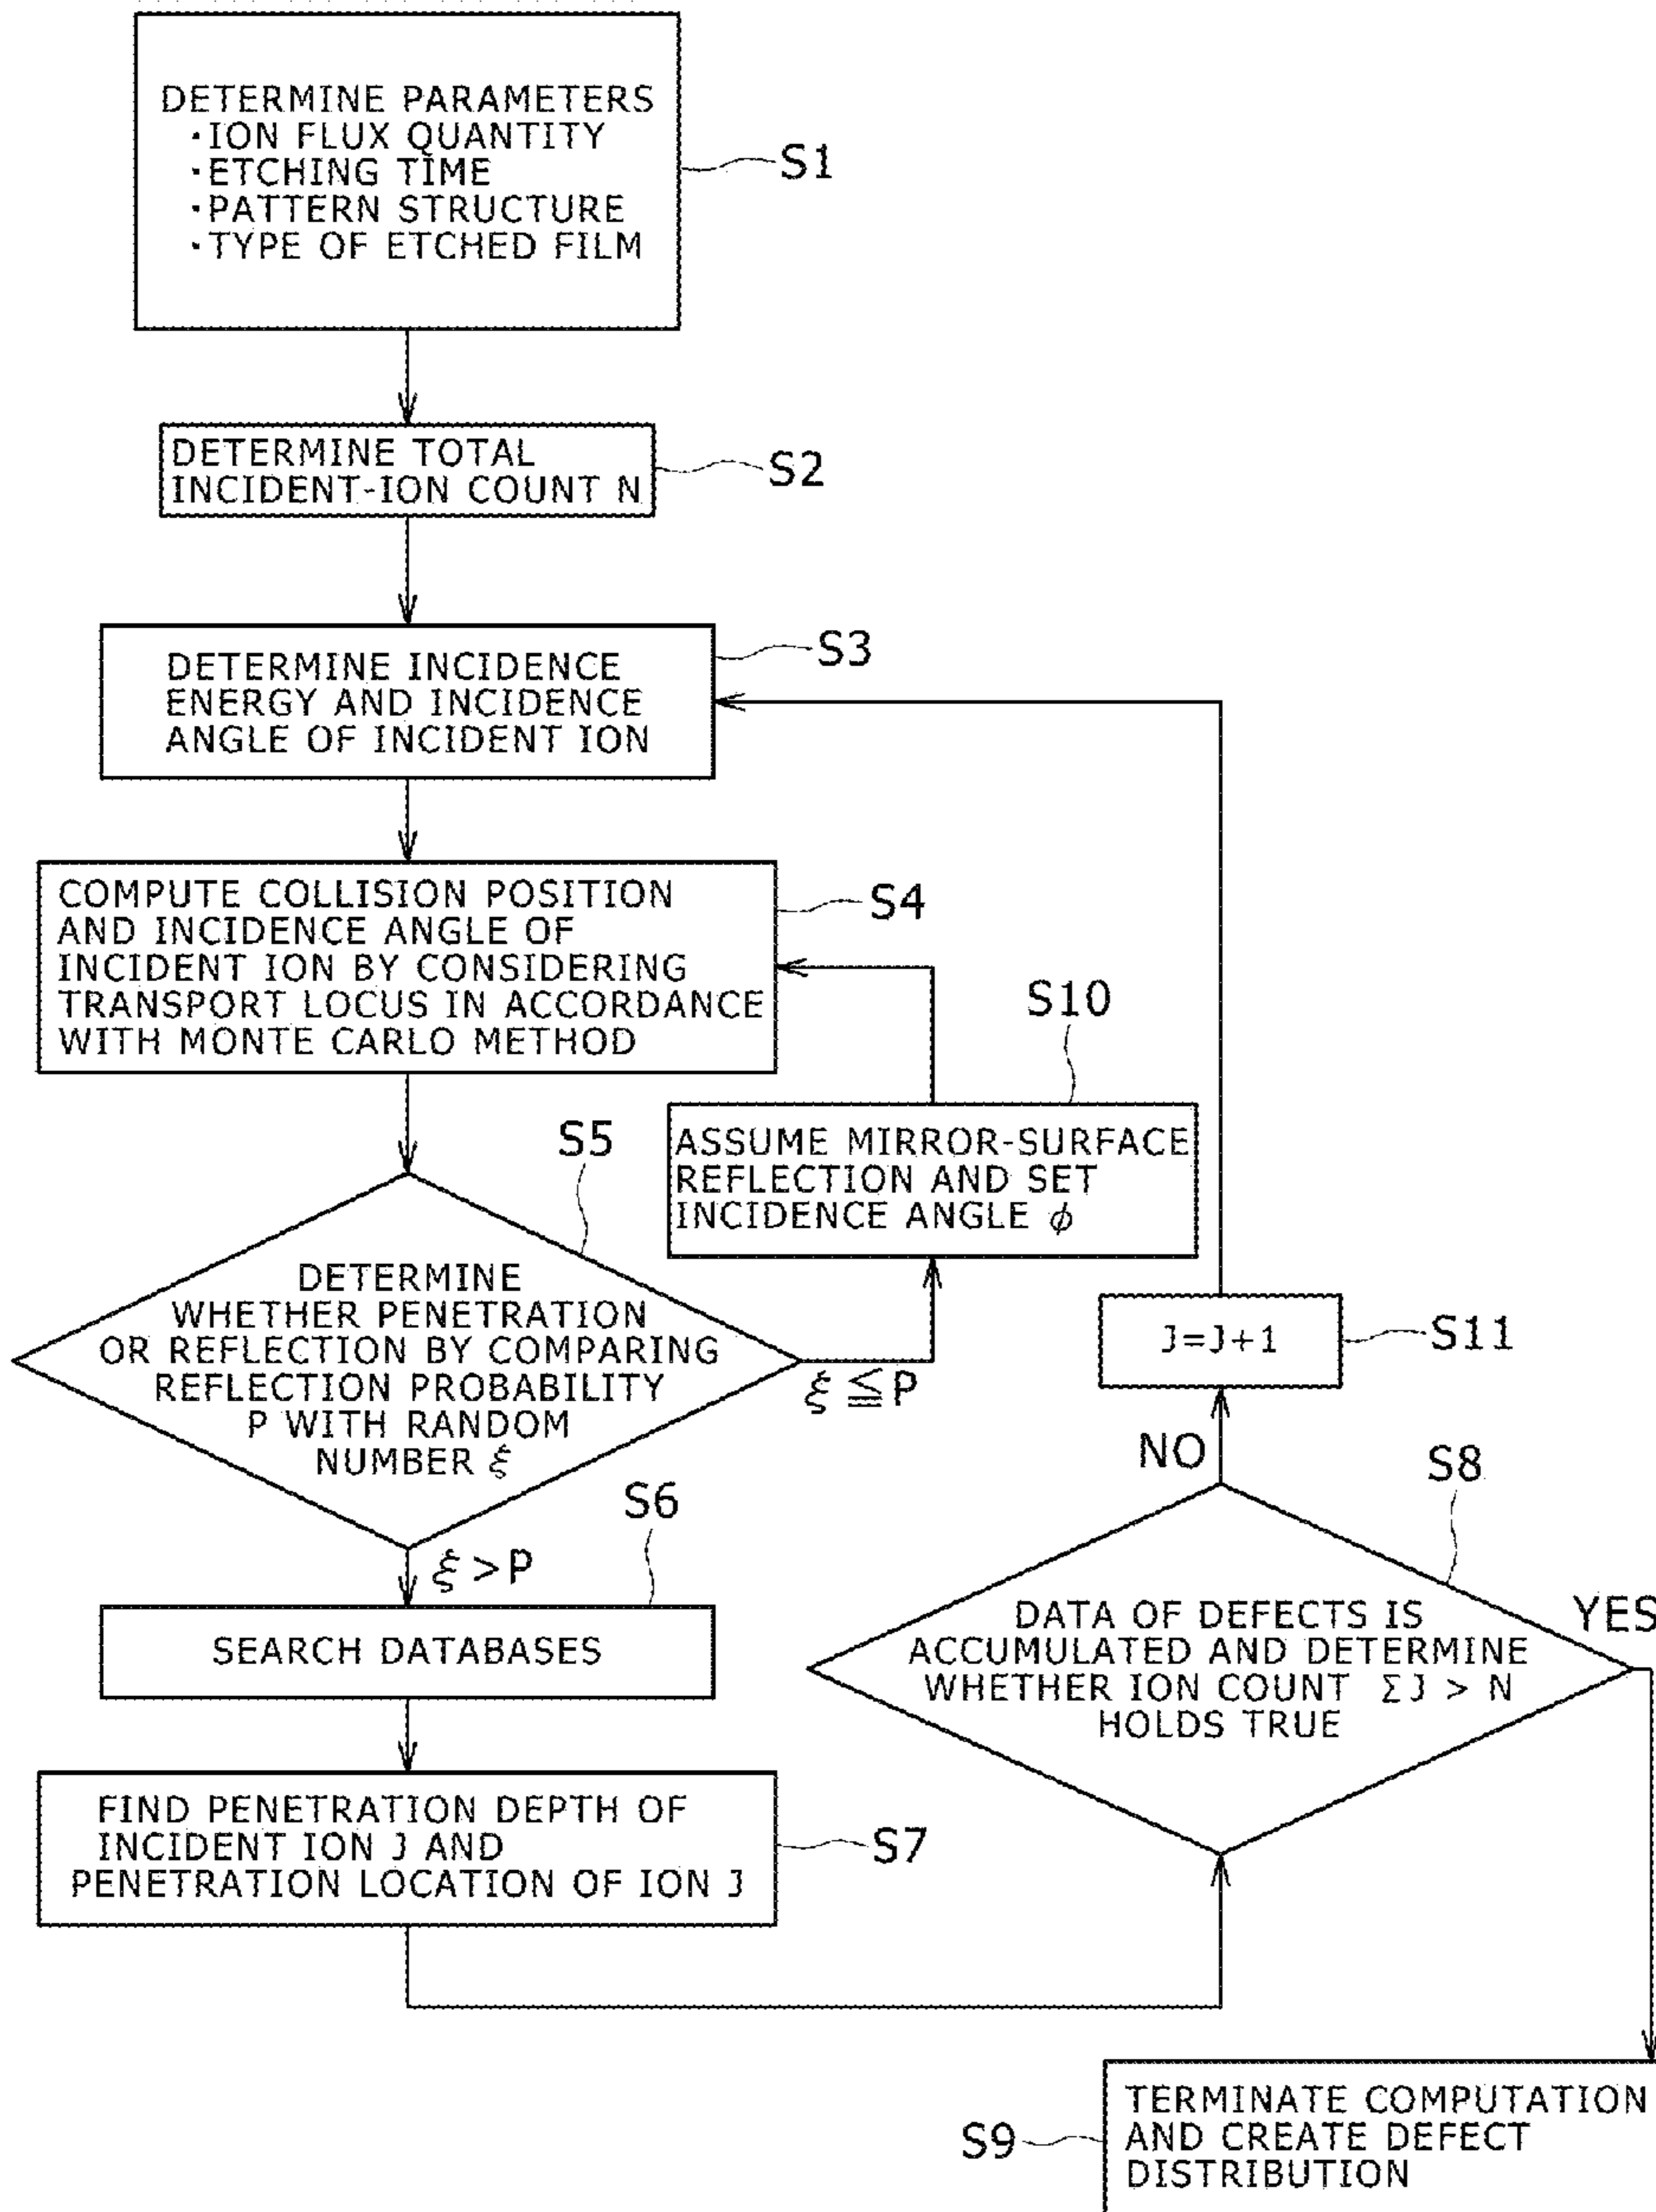 DETERMINE PARAMETERS
·ION FLUX QUANTITY
·ETCHING TIME
·PATTERN STRUCTURE
·TYPE OF ETCHED FILM
S1
DETERMINE TOTAL
INCIDENT-ION COUNT N
S2
DETERMINE INCIDENCE
ENERGY AND INCIDENCE
ANGLE OF INCIDENT ION
S3
COMPUTE COLLISION POSITION
AND INCIDENCE ANGLE OF
INCIDENT ION BY CONSIDERING
TRANSPORT LOCUS IN ACCORDANCE
WITH MONTE CARLO METHOD
S4
S10
ASSUME MIRROR-SURFACE
REFLECTION AND SET
INCIDENCE ANGLE ϕ
S5
DETERMINE
WHETHER PENETRATION
OR REFLECTION BY COMPARING
REFLECTION PROBABILITY
P WITH RANDOM
NUMBER ξ
ξ≦P
ξ>P
J=J+1
S11
NO
S8
S6
SEARCH DATABASES
DATA OF DEFECTS IS
ACCUMULATED AND DETERMINE
WHETHER ION COUNT ΣJ > N
HOLDS TRUE
YES
FIND PENETRATION DEPTH OF
INCIDENT ION J AND
PENETRATION LOCATION OF ION J
S7
S9
TERMINATE COMPUTATION
AND CREATE DEFECT
DISTRIBUTION